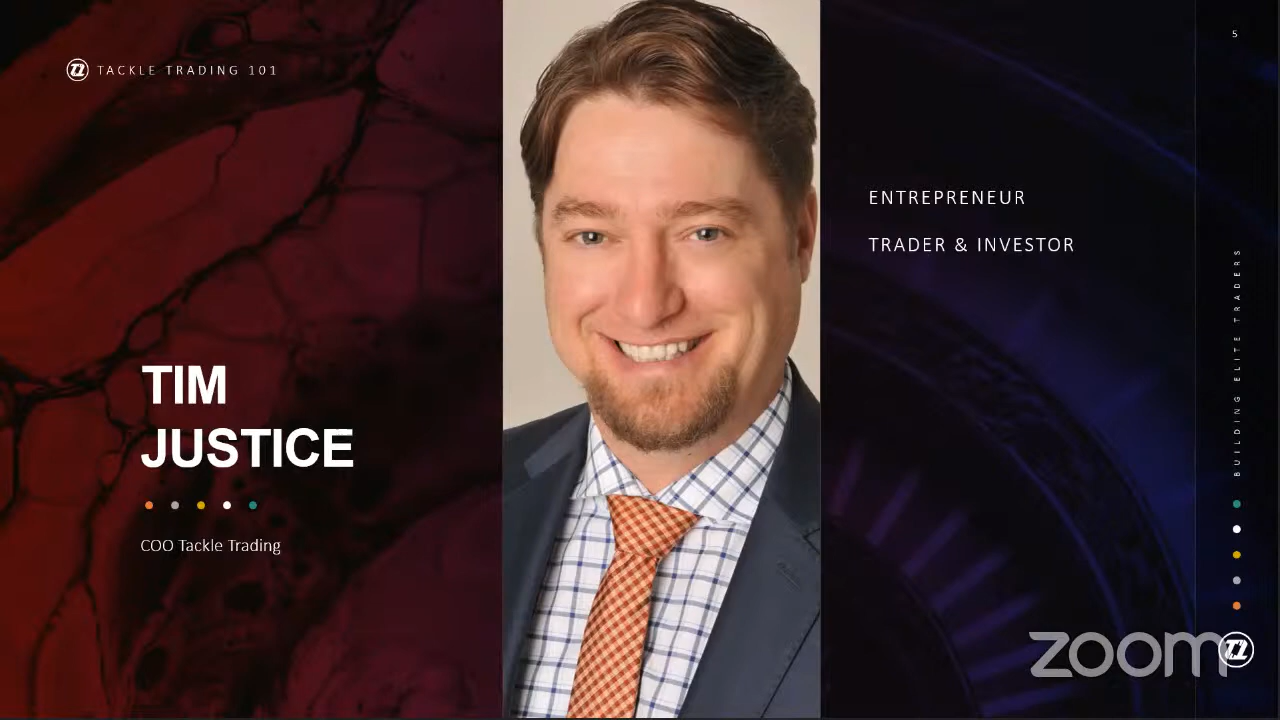 TACKLE TRADING 101
5
ENTREPRENEUR
TRADER & INVESTOR
TIM
JUSTICE
COO Tackle Trading
BUILDING ELITE TRADERS
zoom